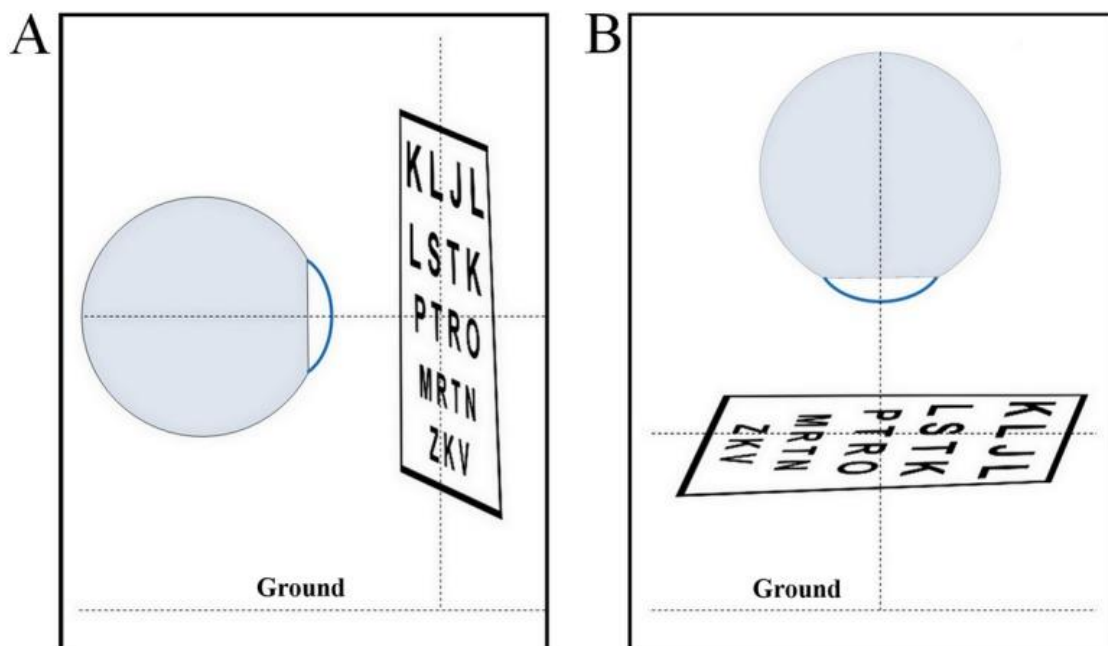 A
KLJL
LSTK
PTRO
MRTN
ZKV
Ground
B
KLJL
LSTK
PTRO
MRTN
ZKV
Ground